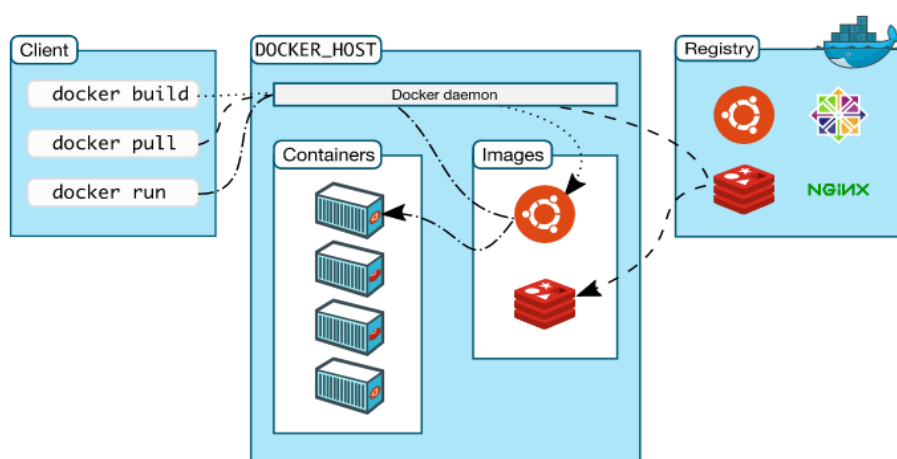 Client
docker build
docker pull
docker run
DOCKER_HOST
Docker daemon
Containers
Images
Registry
NGiNX